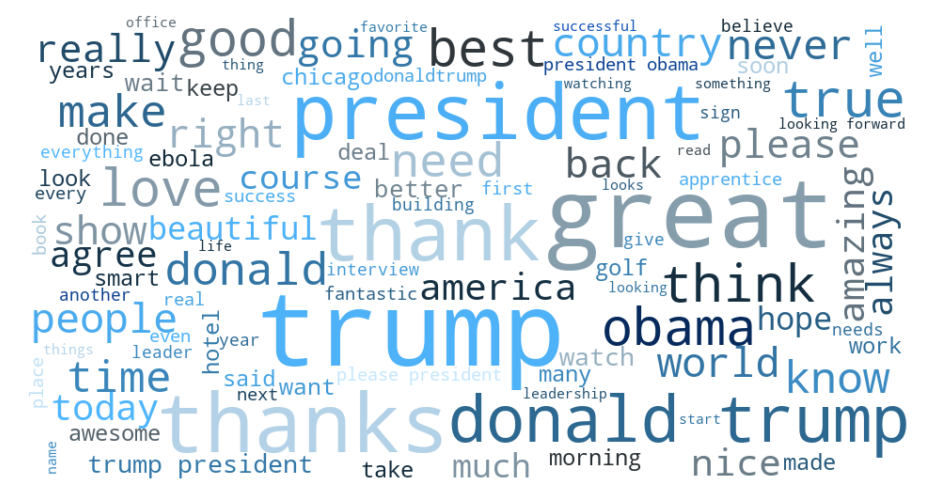 office
favorite
successful
believe
really
good
going
best
country
never
well
years
thing
president obama
soon
wait
keep
chicago
donaldtrump
watching
something
make
last
president
sign
true
done
right
looking forward
everything
ebola
deal
need
back
read
please
look
love
course
better
first
looks
apprentice
amazing
always
every
success
building
great
book
show
beautiful
thank
life
give
agree
smart
donald
interview
golf
think
another
real
fantastic
america
looking
people
even
hotel
year
trump
obama
hope
needs
things
leader
watch
world
work
place
time
said
want
please president
many
know
next
leadership
today
thanks
donald trump
start
awesome
name
trump president
take
much
morning
nice
made